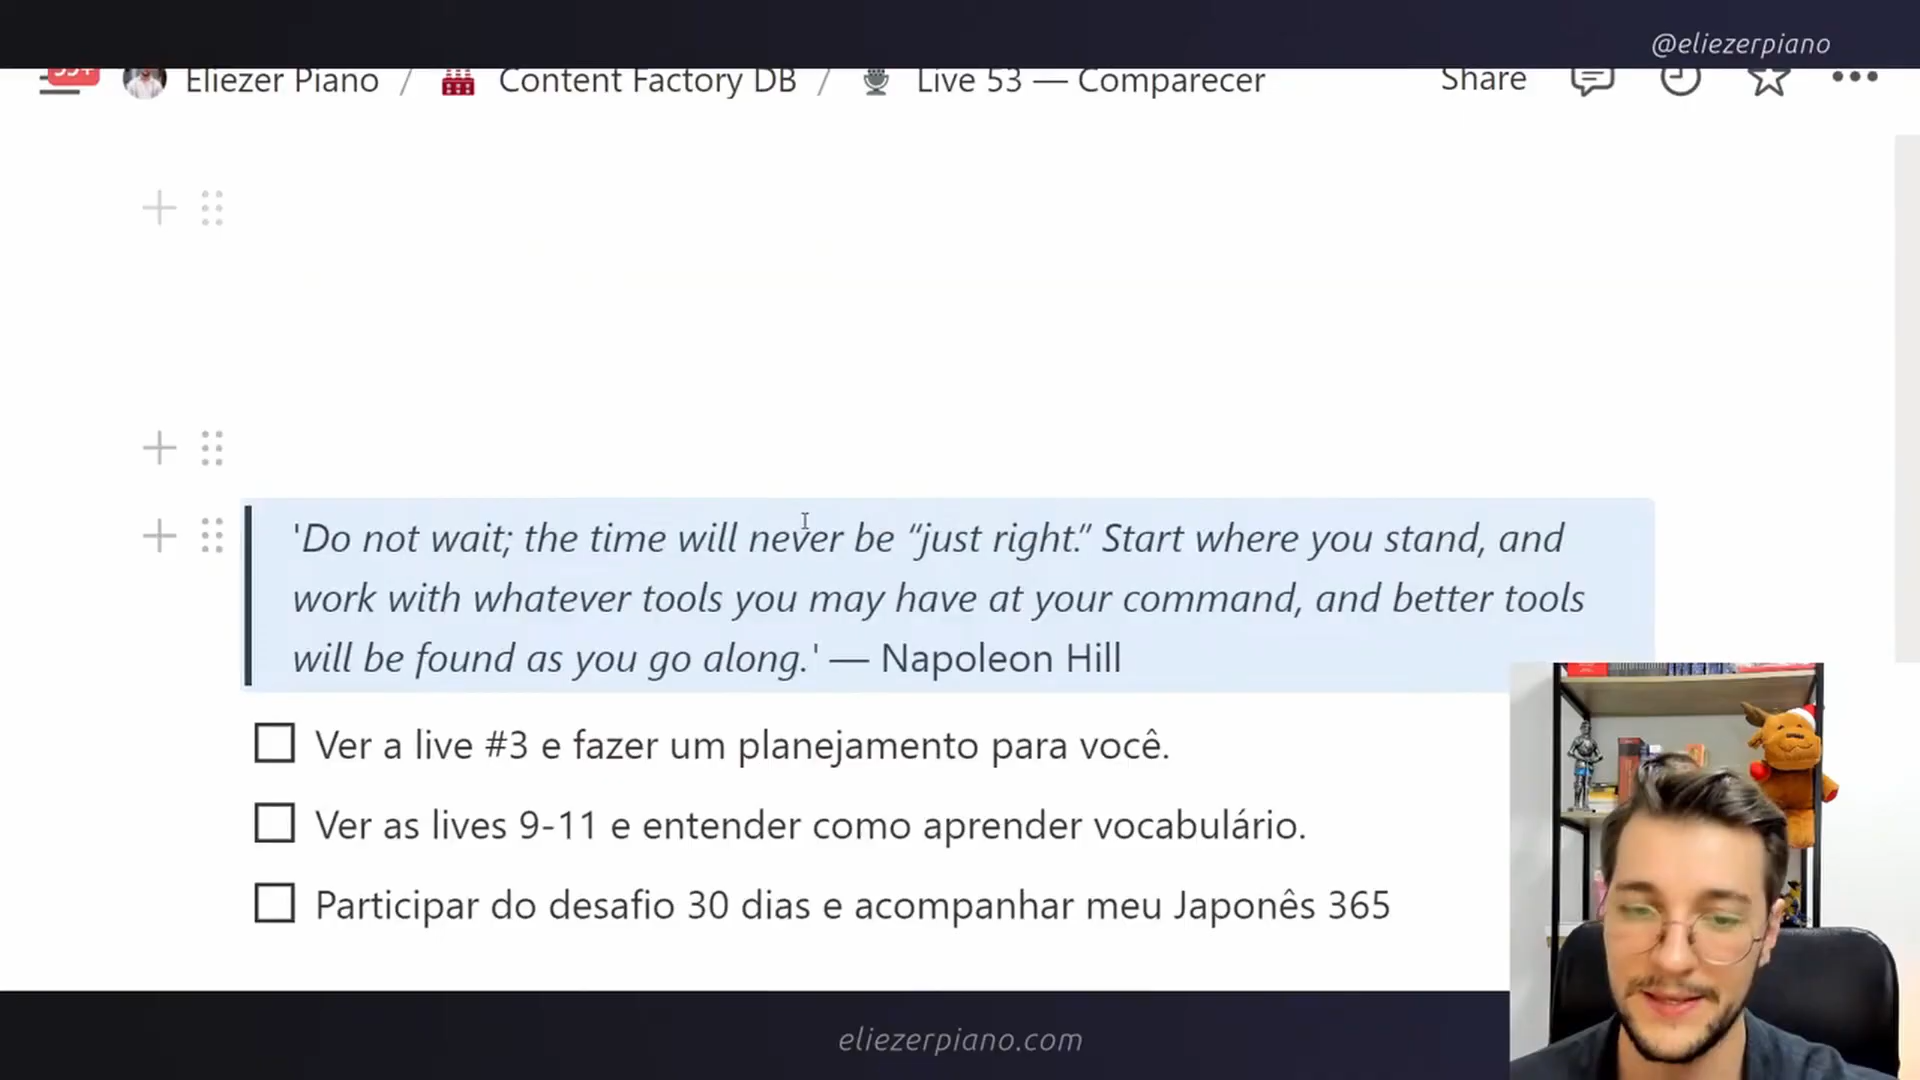 @eliezerpiano
Eliezer Piano / Content Factory DB / Live 53 — Comparecer Share
'Do not wait; the time will never be “just right.” Start where you stand, and
work with whatever tools you may have at your command, and better tools
will be found as you go along.' — Napoleon Hill
Ver a live #3 e fazer um planejamento para você.
Ver as lives 9-11 e entender como aprender vocabulário.
Participar do desafio 30 dias e acompanhar meu Japonês 365
eliezerpiano.com